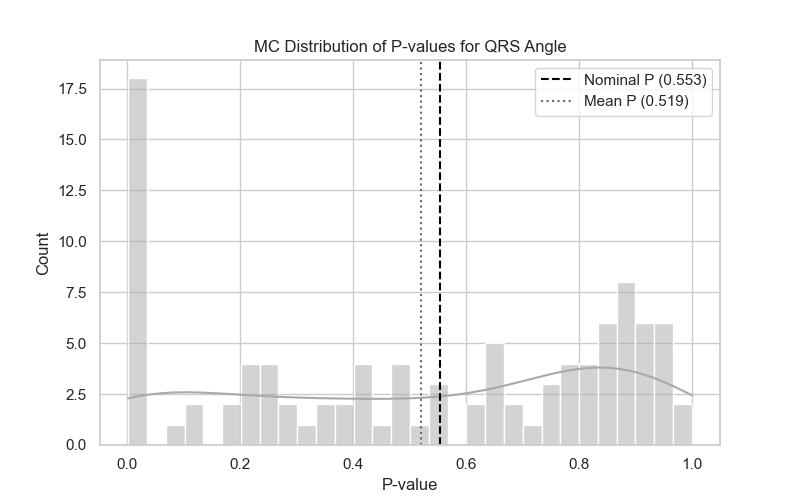 MC Distribution of P-values for QRS Angle
Nominal P (0.553)
Mean P (0.519)
17.5
15.0
12.5
10.0
7.5
5.0
2.5
0.0
Count
0.0 0.2 0.4 0.6 0.8 1.0
P-value